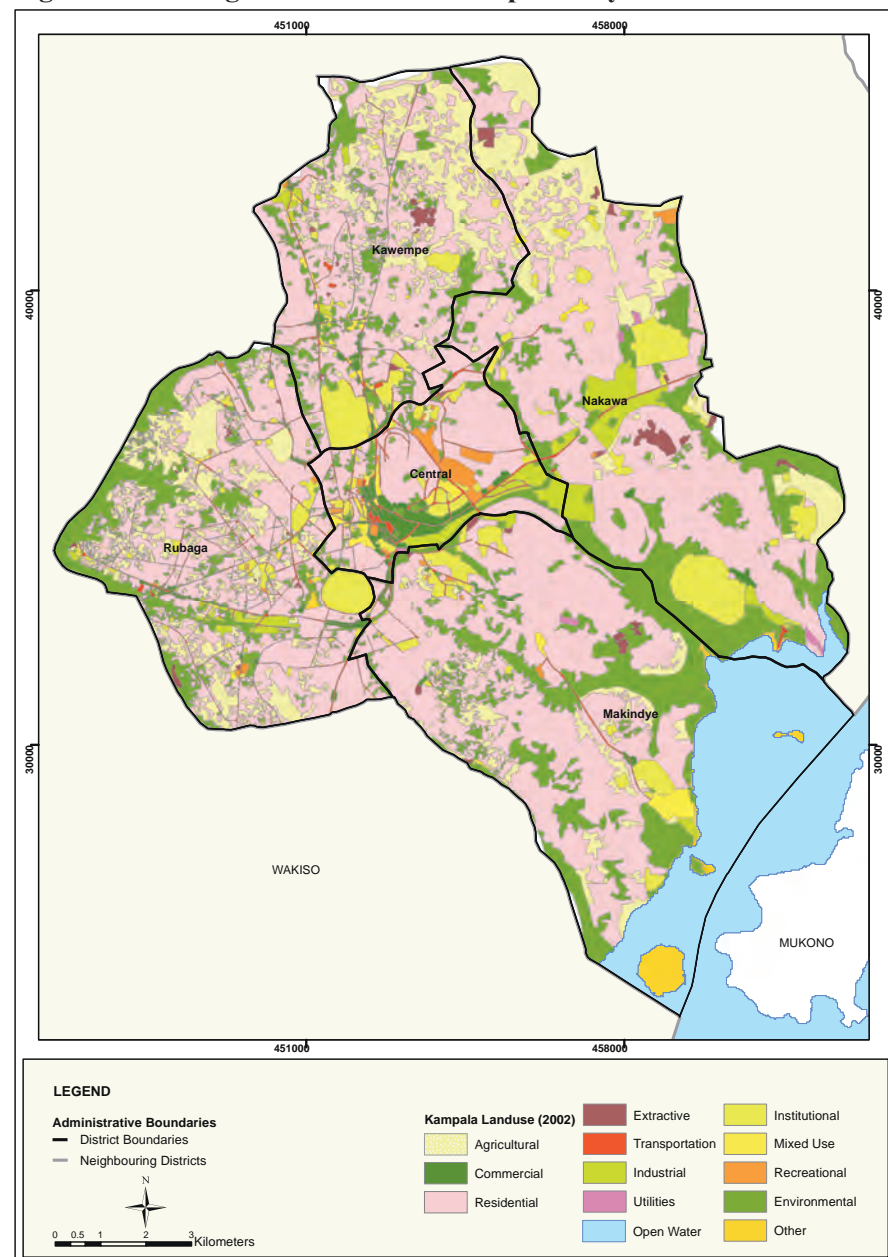 451000 458000
Kawempe
40000 40000
Nakawa
Central
Rubaga
Makindye
30000 30000
WAKISO
MUKONO
451000 458000
LEGEND
Administrative Boundaries
District Boundaries
Neighbouring Districts
N
0 0.5 1 2 3 Kilometers
Kampala Landuse (2002)
Agricultural
Commercial
Residential
Extractive
Transportation
Industrial
Utilities
Open Water
Institutional
Mixed Use
Recreational
Environmental
Other